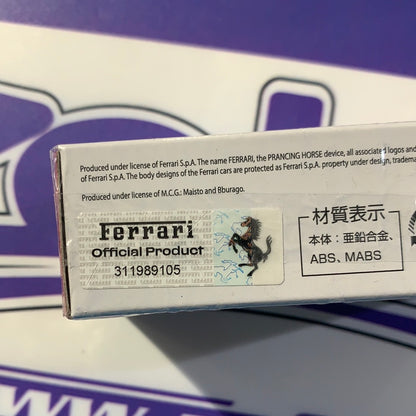 Produced under license of Ferrari S.p.A. The name FERRARI, the PRANCING HORSE device, all associated logos and
of Ferrari S.p.A. The body designs of the Ferrari cars are protected as Ferrari S.p.A. property under design, trademark
Produced under license of M.C.G.: Maisto and Bburago.
Ferrari
Official Product
311989105
材質表示
本体：亜鉛合金、
ABS、MABS
www.